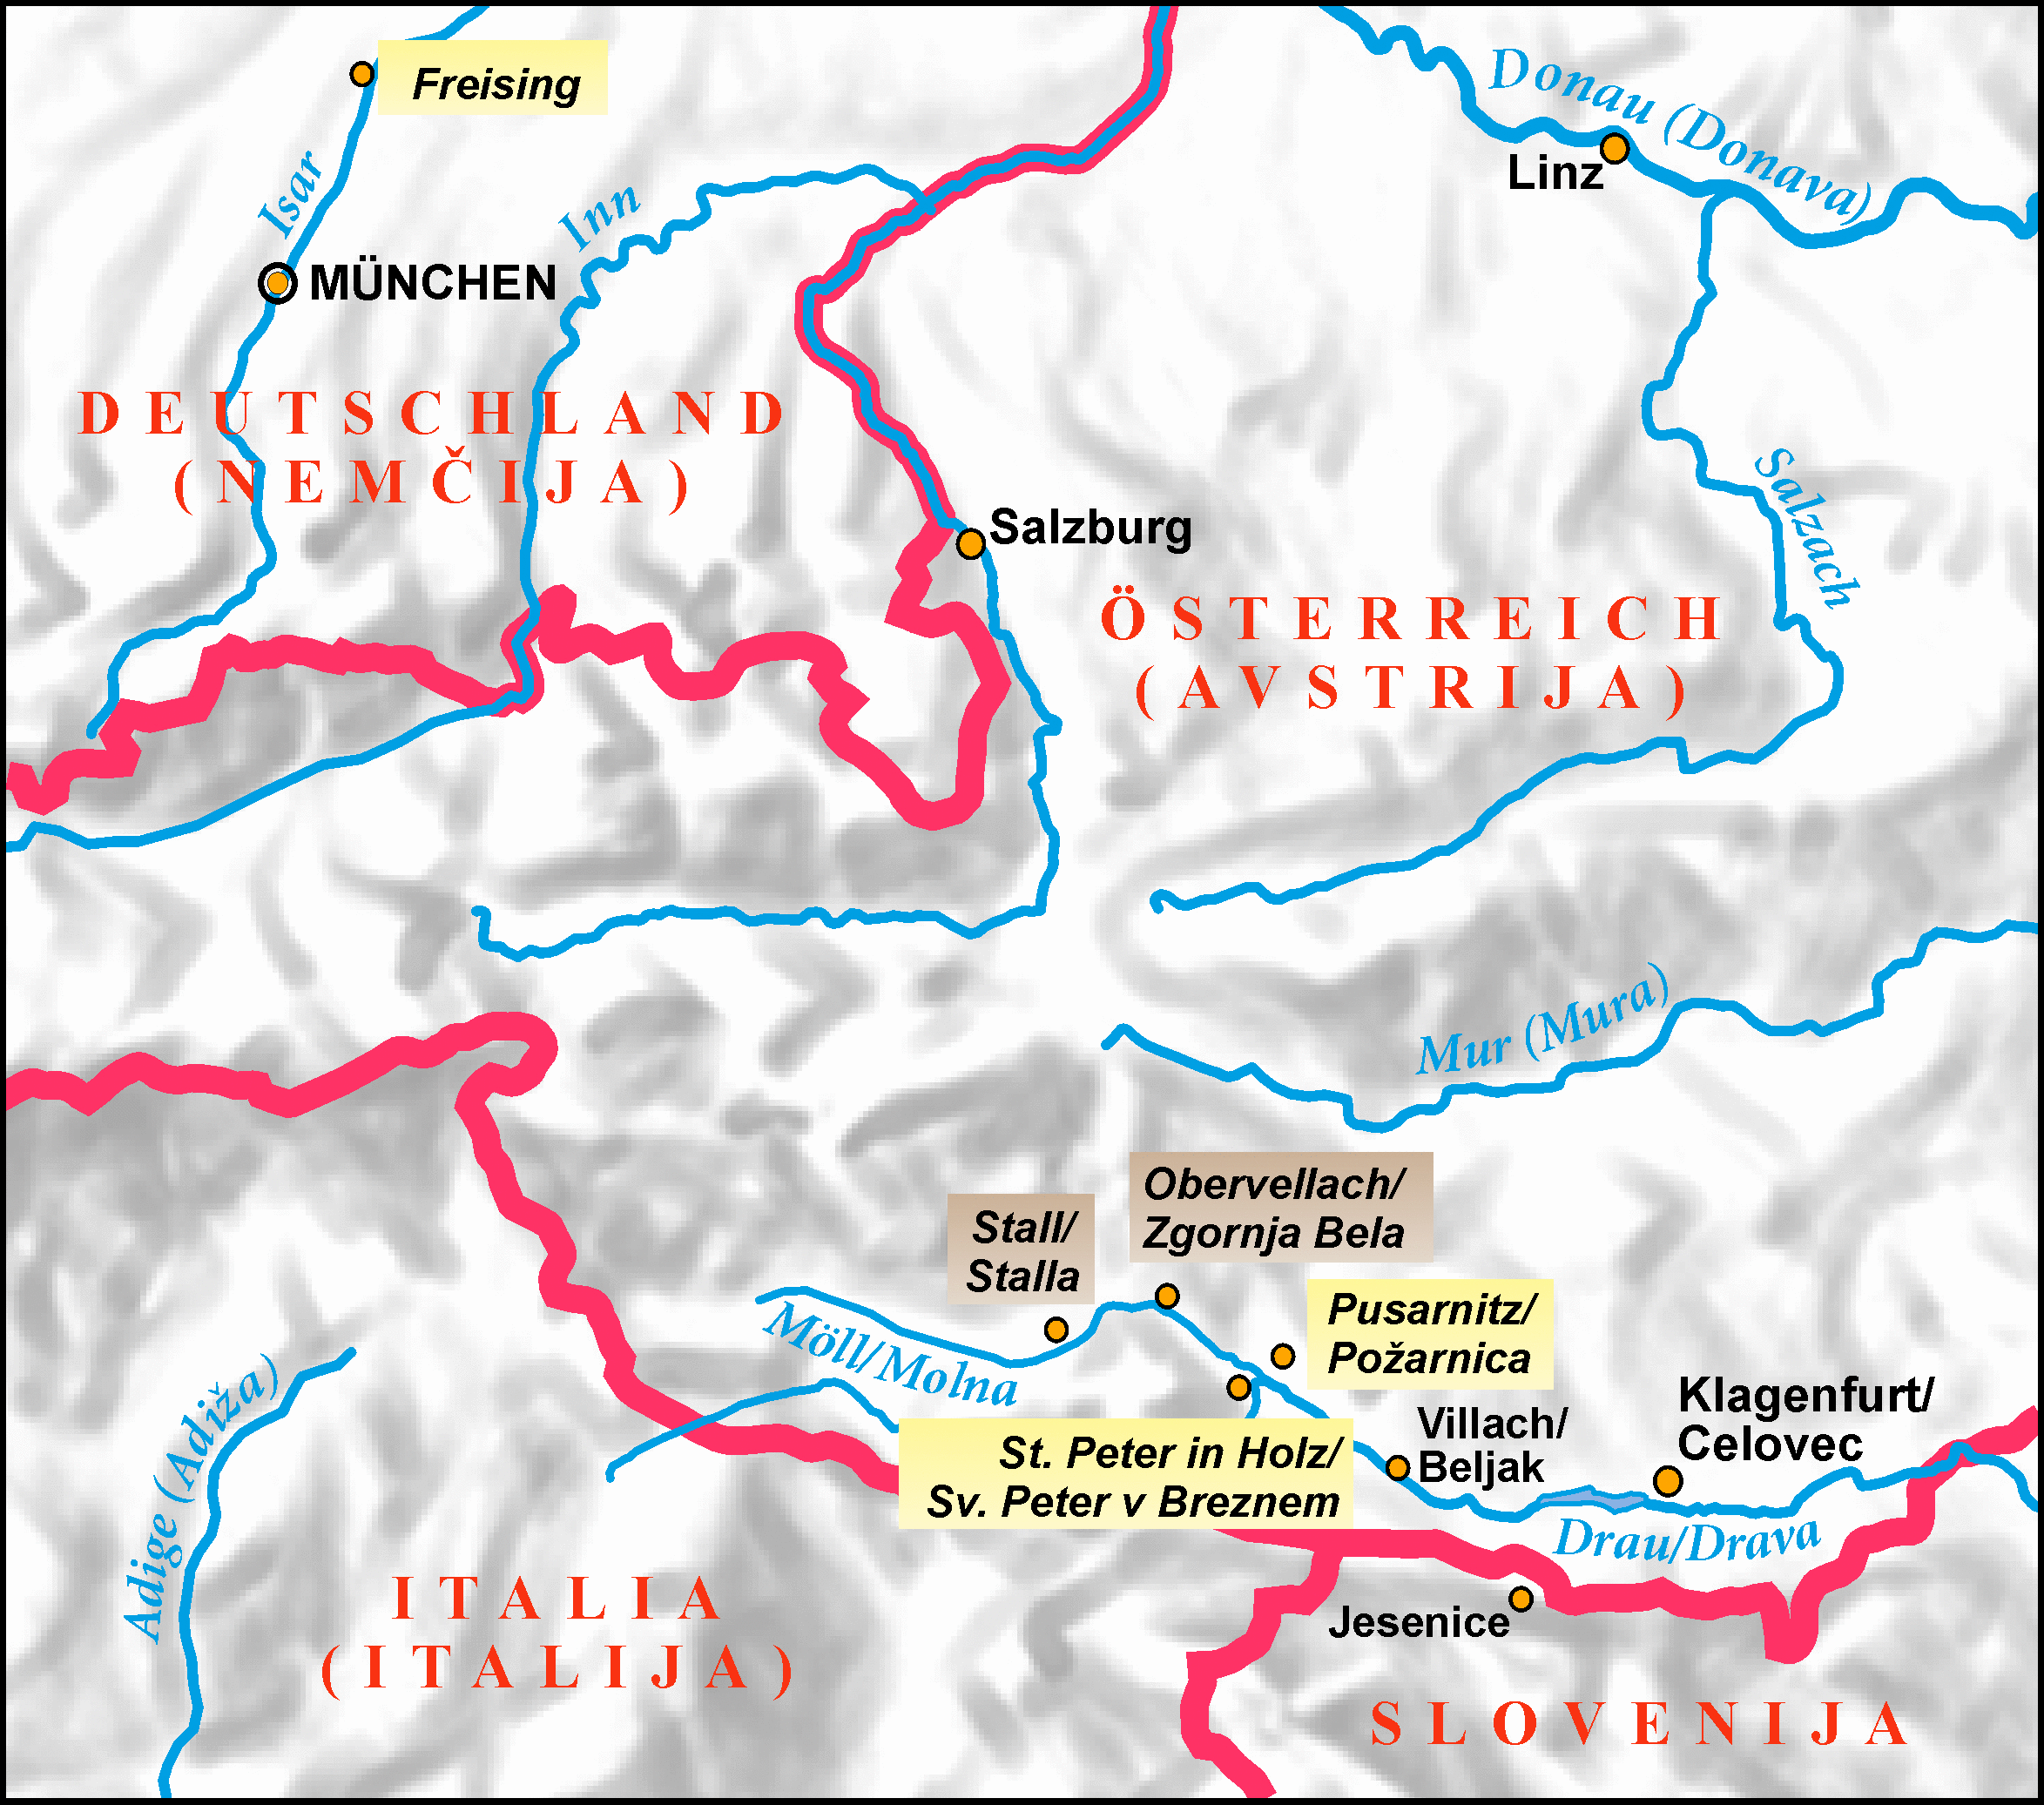 Freising
Donau (Donava)
Linz
Isar
Inn
MÜNCHEN
DEUTSCHLAND
(NEMČIJA)
Salzach
Salzburg
ÖSTERREICH
(AVSTRIJA)
Mur (Mura)
Obervellach/
Zgornja Bela
Stall/
Stalla
Pusarnitz/
Požarnica
Möll/Molna
Adige (Adiža)
Klagenfurt/
Celovec
Villach/
Beljak
St. Peter in Holz/
Sv. Peter v Breznem
Drau/Drava
ITALIA
(ITALIJA)
Jesenice
SLOVENIJA